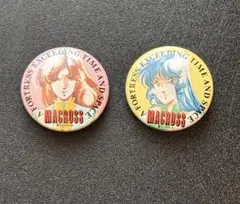 A FORTRESS EXCEEDING TIME AND SPACE
MACROSS
A FORTRESS EXCEEDING TIME AND SPACE
MACROSS